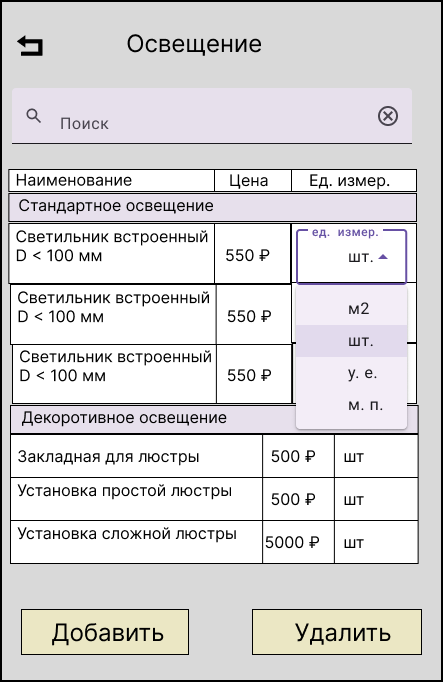 Освещение
Поиск
Наименование Цена Ед. измер.
Стандартное освещение
Светильник встроенный
D < 100 мм
550 ₽
ед. измер.
шт.
Светильник встроенный
D < 100 мм
550 ₽
м2
шт.
Светильник встроенный
D < 100 мм
550 ₽
у. е.
м. п.
Декоротивное освещение
Закладная для люстры 500 ₽ шт
Установка простой люстры 500 ₽ шт
Установка сложной люстры 5000 ₽ шт
Добавить Удалить